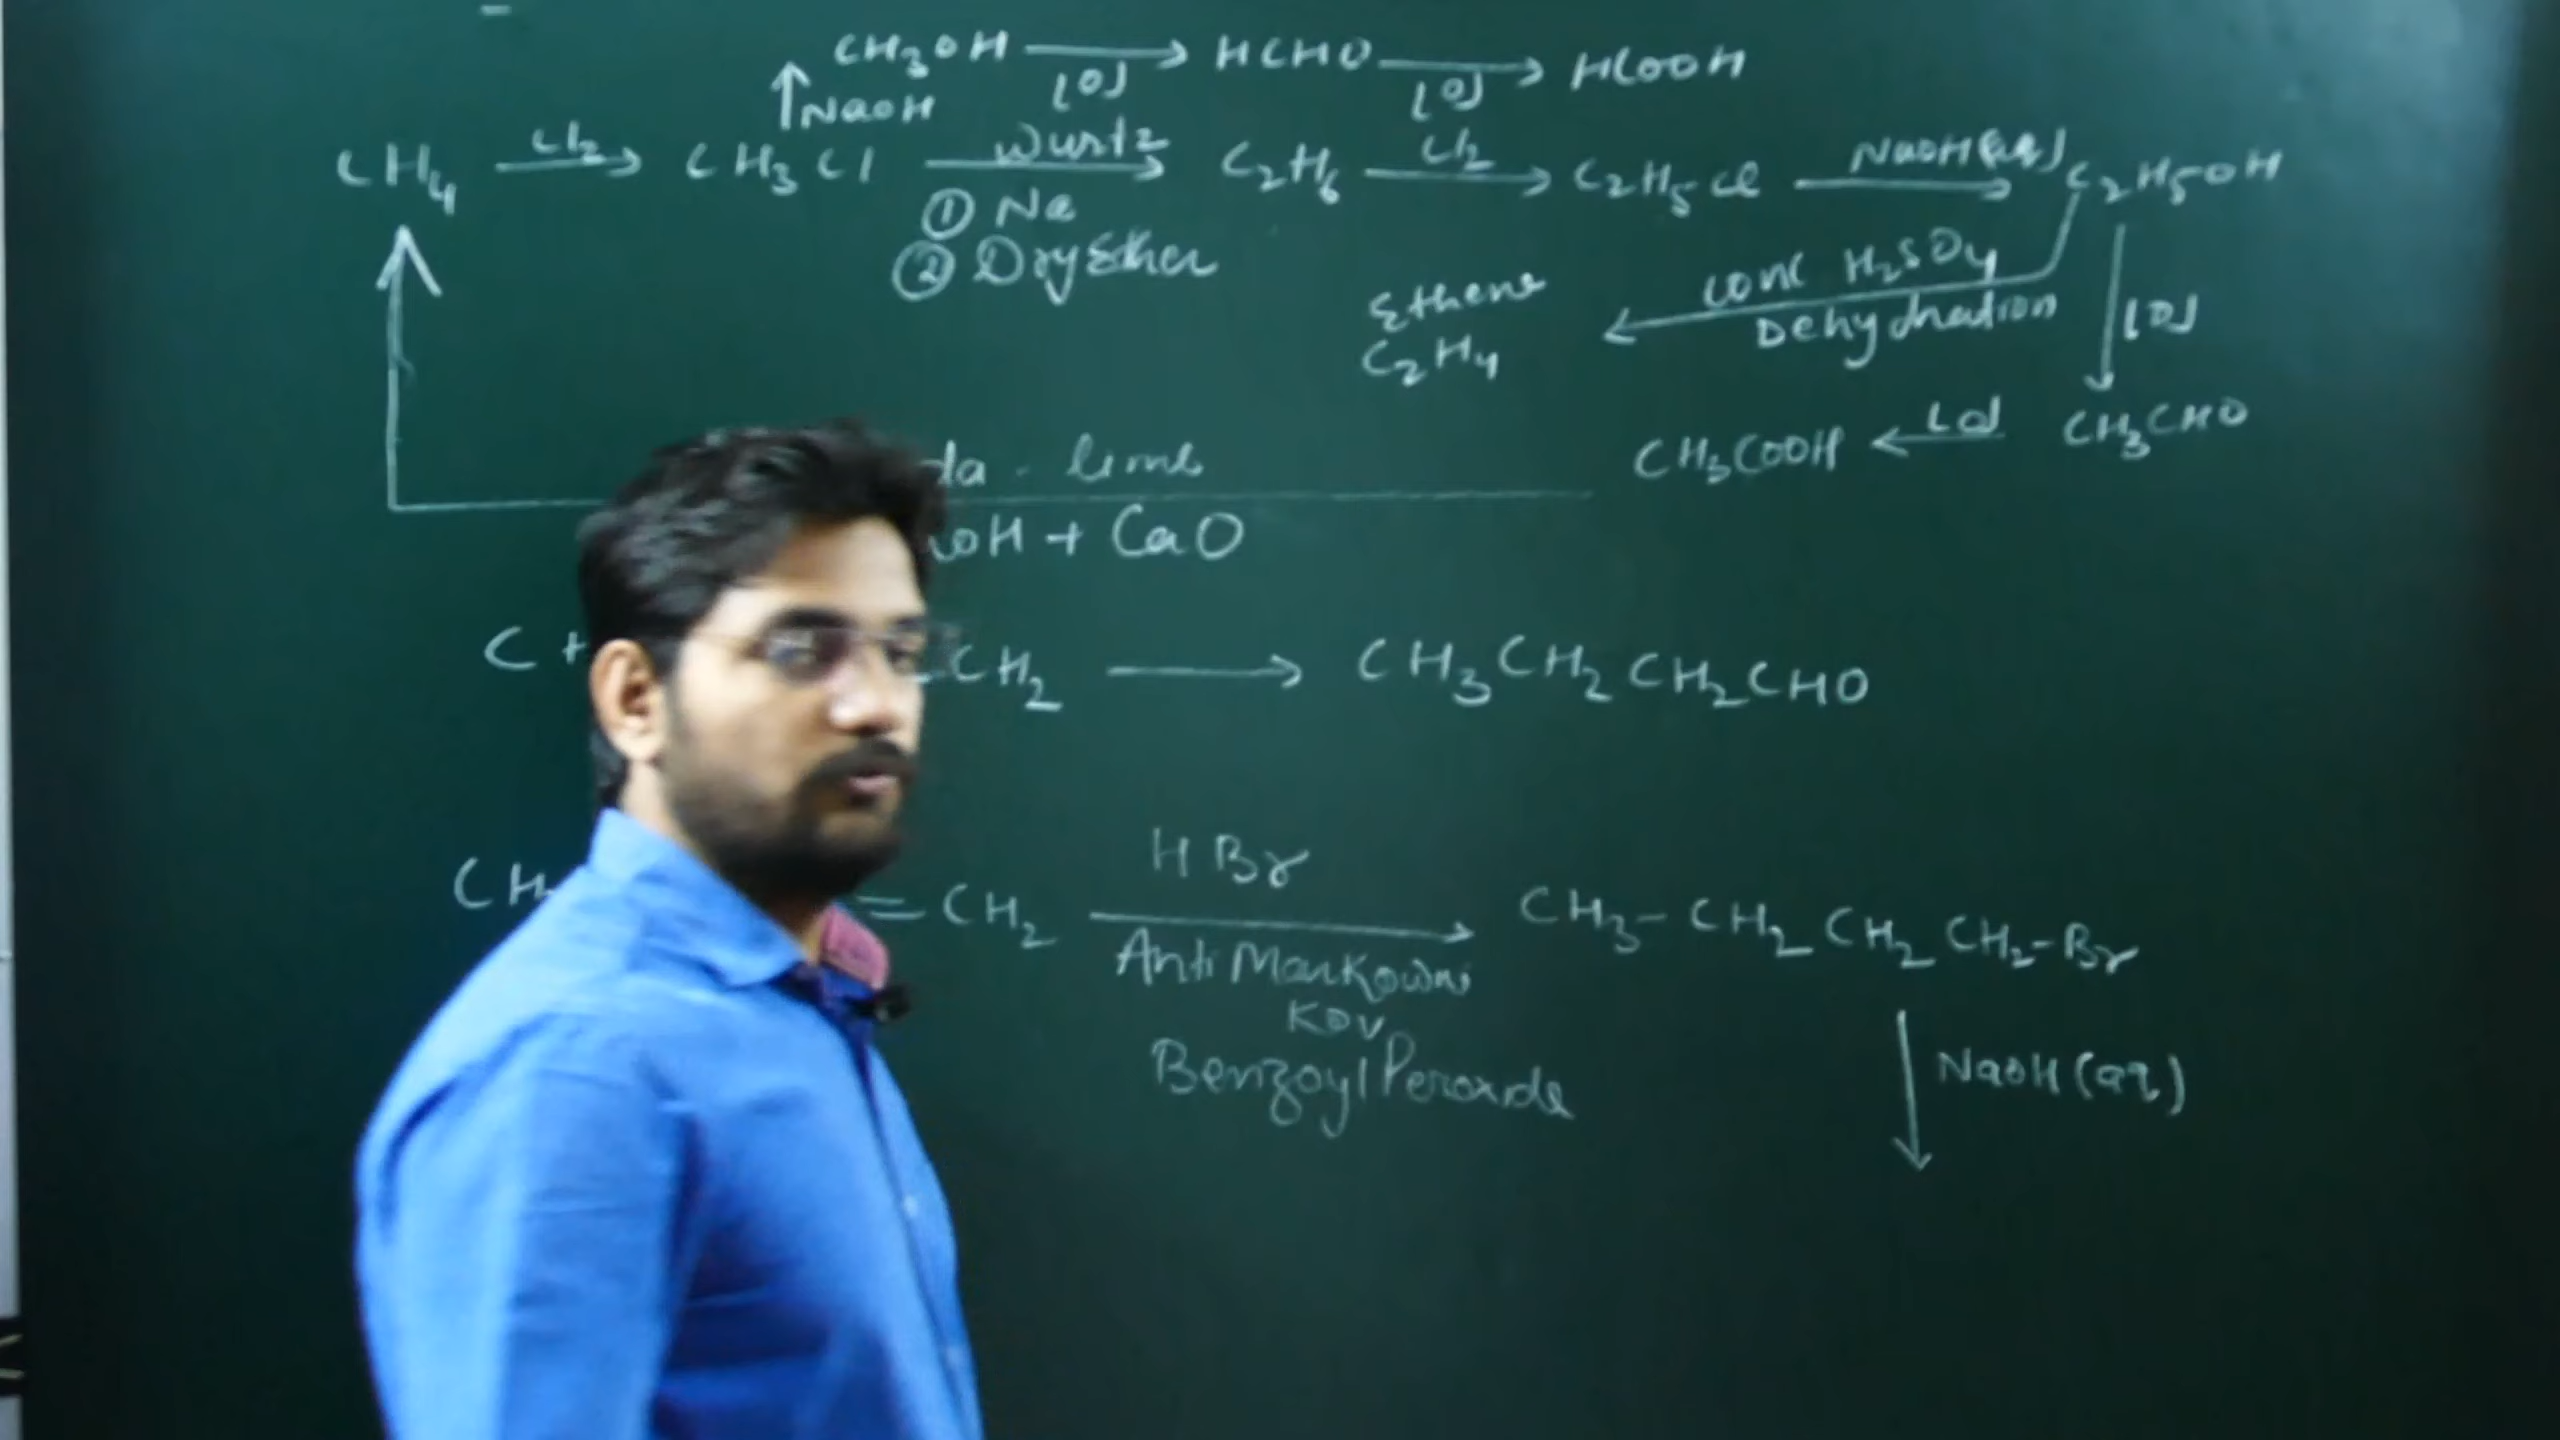 CH3OH → [O] HCHO → [O] HCOOH
↑ NaOH
CH4 → Cl2 CH3Cl → Wurtz C2H6 → Cl2 C2H5Cl → NaOH(aq) C2H5OH
① Na
② Dry Ether
conc H2SO4
Dehydration
Ethene
C2H4
↓ [O]
CH3COOH ← [O] CH3CHO
da - lime
OH + CaO
C CH2 → CH3CH2CH2CHO
CH = CH2 → CH3-CH2CH2CH2-Br
HBr
Anti Markowni
Kov
Benzoyl Peroxide
↓ NaOH(aq)